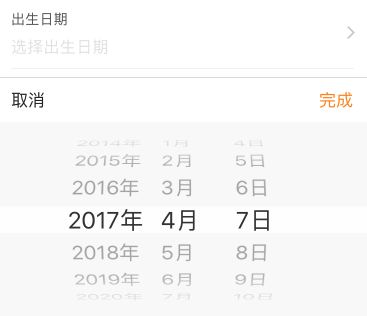 出生日期
选择出生日期
取消 完成
2014年 1月 4日
2015年 2月 5日
2016年 3月 6日
2017年 4月 7日
2018年 5月 8日
2019年 6月 9日
2020年 7月 10日